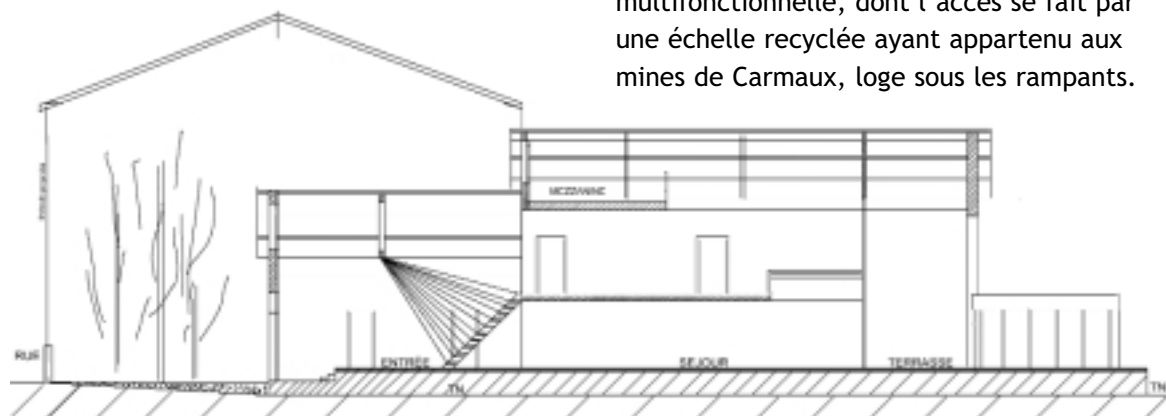 multifonctionnelle, dont l'accès se fait par
une échelle recyclée ayant appartenu aux
mines de Carmaux, loge sous les rampants.
MEZZANINE
RUE
ENTRÉE
SEJOUR
TERRASSE
TN
TN